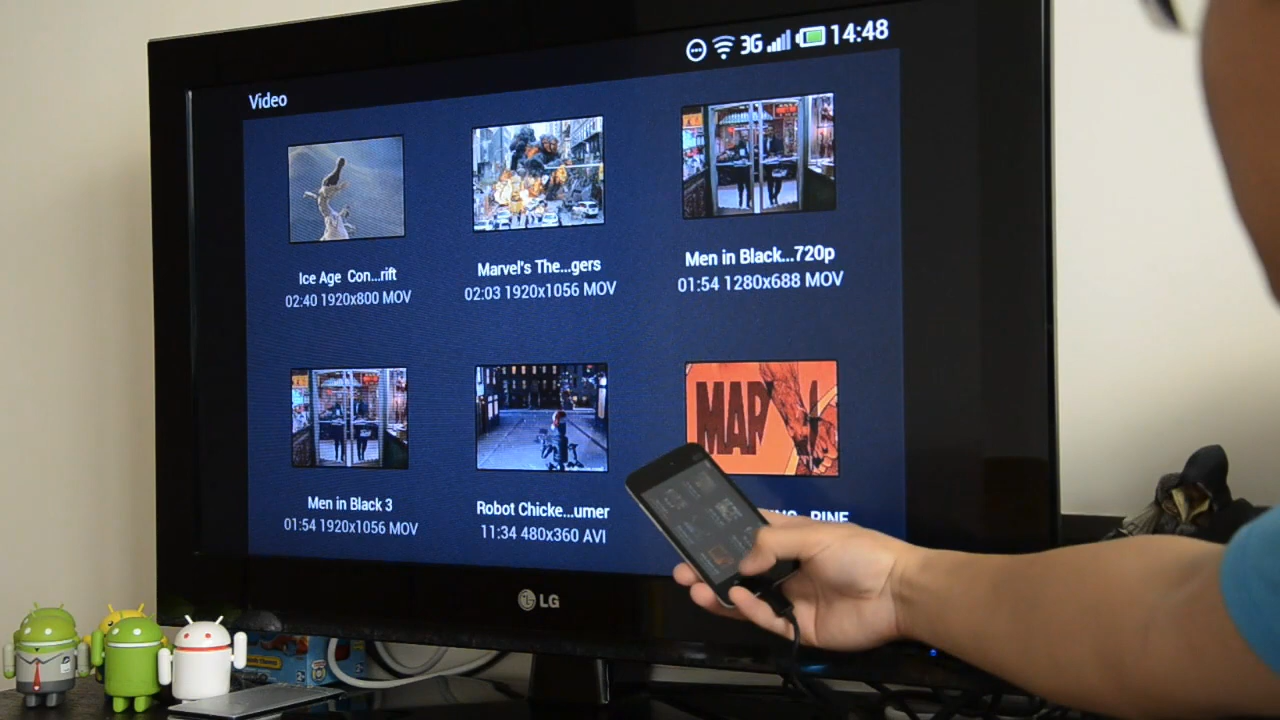 3G 14:48
Video
Ice Age Con...rift
02:40 1920x800 MOV
Marvel's The...gers
02:03 1920x1056 MOV
Men in Black...720p
01:54 1280x688 MOV
Men in Black 3
01:54 1920x1056 MOV
Robot Chicke...umer
11:34 480x360 AVI
MAR
LG